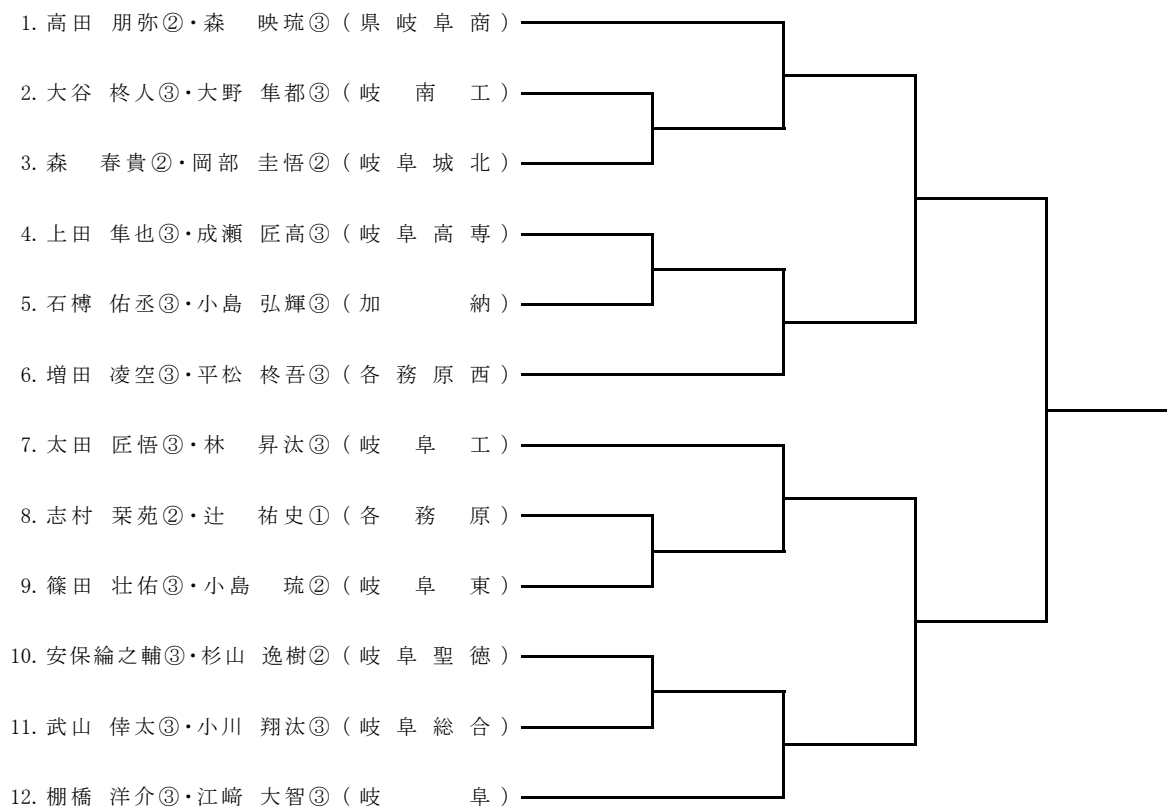 1. 高田 朋弥②・森 映琉③ (県岐阜商)
2. 大谷 柊人③・大野 隼都③ (岐南工)
3. 森 春貴②・岡部 圭悟② (岐阜城北)
4. 上田 隼也③・成瀬 匠高③ (岐阜高専)
5. 石榑 佑丞③・小島 弘輝③ (加納)
6. 増田 凌空③・平松 柊吾③ (各務原西)
7. 太田 匠悟③・林 昇汰③ (岐阜工)
8. 志村 栞苑②・辻 祐史① (各務原)
9. 篠田 壮佑③・小島 琉② (岐阜東)
10. 安保綸之輔③・杉山 逸樹② (岐阜聖徳)
11. 武山 倖太③・小川 翔汰③ (岐阜総合)
12. 棚橋 洋介③・江﨑 大智③ (岐阜)